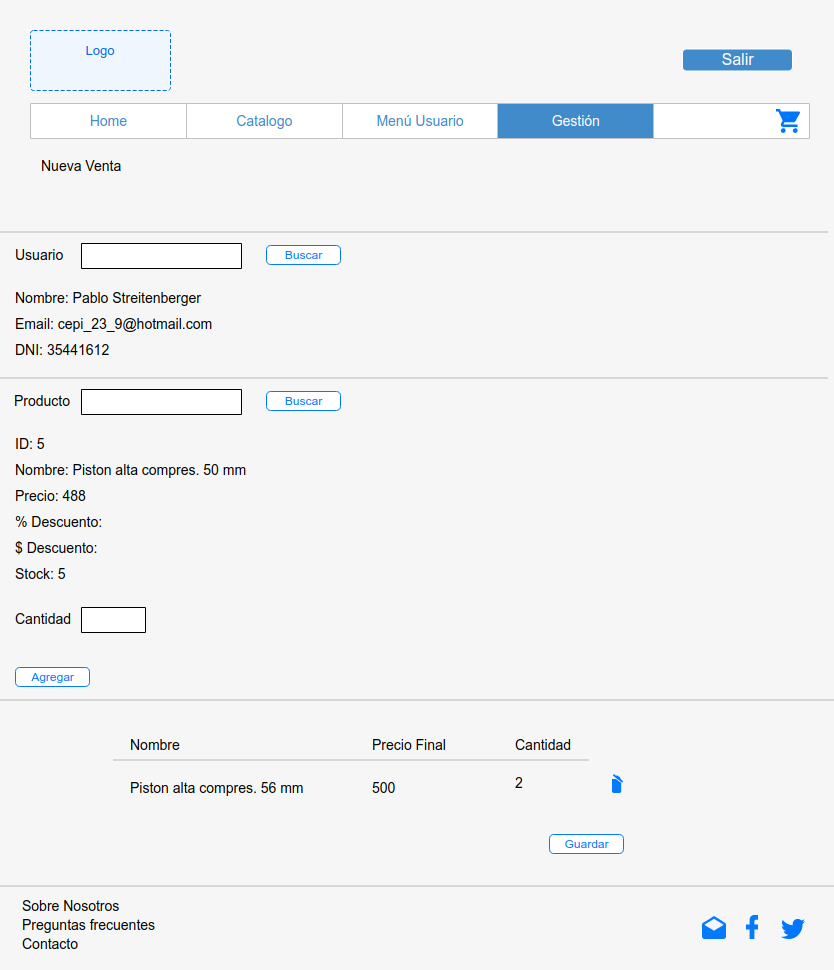 Logo
Salir
Home Catalogo Menú Usuario Gestión
Nueva Venta
Usuario Buscar
Nombre: Pablo Streitenberger
Email: cepi_23_9@hotmail.com
DNI: 35441612
Producto Buscar
ID: 5
Nombre: Piston alta compres. 50 mm
Precio: 488
% Descuento:
$ Descuento:
Stock: 5
Cantidad
Agregar
Nombre Precio Final Cantidad
Piston alta compres. 56 mm 500 2
Guardar
Sobre Nosotros
Preguntas frecuentes
Contacto